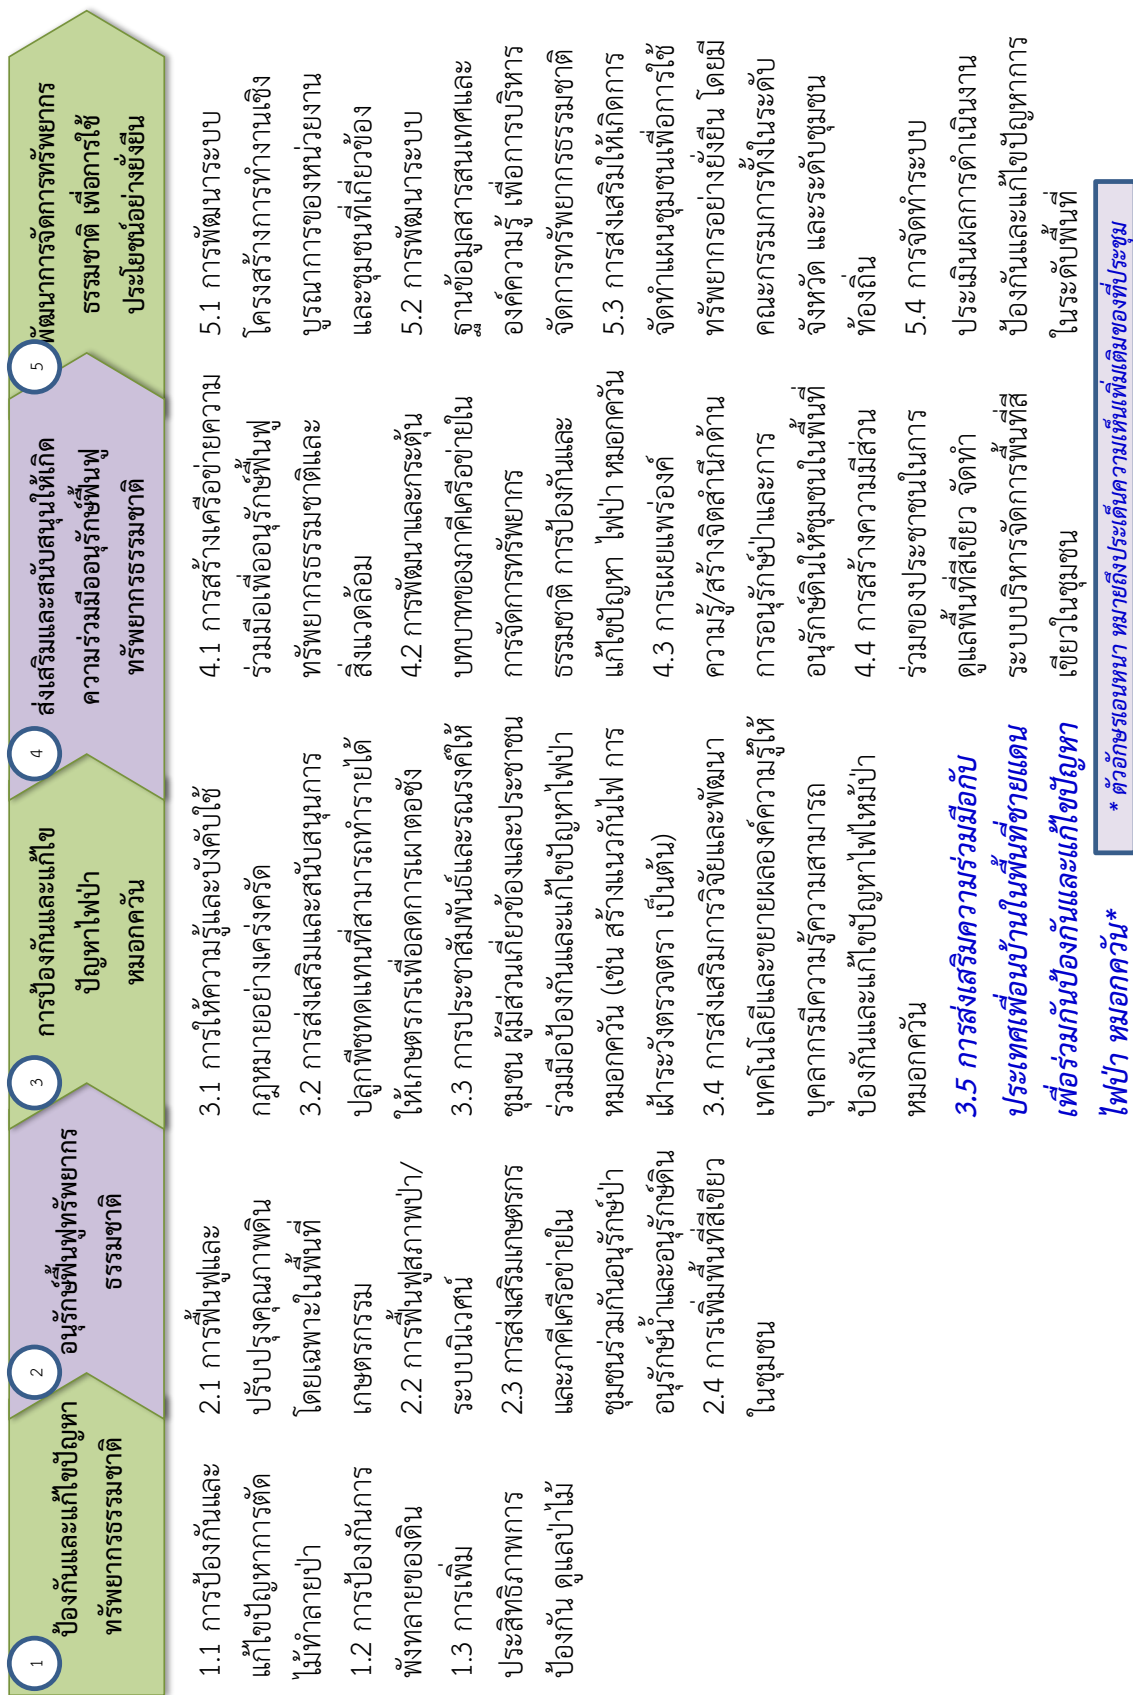 1
ป้องกันและแก้ไขปัญหา
ทรัพยากรธรรมชาติ
2
อนุรักษ์ฟื้นฟูทรัพยากร
ธรรมชาติ
3
การป้องกันและแก้ไข
ปัญหาไฟป่า
หมอกควัน
4
ส่งเสริมและสนับสนุนให้เกิด
ความร่วมมืออนุรักษ์ฟื้นฟู
ทรัพยากรธรรมชาติ
5
พัฒนาการจัดการทรัพยากร
ธรรมชาติ เพื่อการใช้
ประโยชน์อย่างยั่งยืน
1.1 การป้องกันและ
แก้ไขปัญหาการตัด
ไม้ทำลายป่า
1.2 การป้องกันการ
พังทลายของดิน
1.3 การเพิ่ม
ประสิทธิภาพการ
ป้องกัน ดูแลป่าไม้
2.1 การฟื้นฟูและ
ปรับปรุงคุณภาพดิน
โดยเฉพาะในพื้นที่
เกษตรกรรม
2.2 การฟื้นฟูสภาพป่า/
ระบบนิเวศน์
2.3 การส่งเสริมเกษตรกร
และภาคีเครือข่ายใน
ชุมชนร่วมกันอนุรักษ์ป่า
อนุรักษ์น้ำและอนุรักษ์ดิน
2.4 การเพิ่มพื้นที่สีเขียว
ในชุมชน
3.1 การให้ความรู้และบังคับใช้
กฎหมายอย่างเคร่งครัด
3.2 การส่งเสริมและสนับสนุนการ
ปลูกพืชทดแทนที่สามารถทำรายได้
ให้เกษตรกรเพื่อลดการเผาตอซัง
3.3 การประชาสัมพันธ์และรณรงค์ให้
ชุมชน ผู้มีส่วนเกี่ยวข้องและประชาชน
ร่วมมือป้องกันและแก้ไขปัญหาไฟป่า
หมอกควัน (เช่น สร้างแนวกันไฟ การ
เฝ้าระวังตรวจตรา เป็นต้น)
3.4 การส่งเสริมการวิจัยและพัฒนา
เทคโนโลยีและขยายผลองค์ความรู้ให้
บุคลากรมีความรู้ความสามารถ
ป้องกันและแก้ไขปัญหาไฟไหม้ป่า
หมอกควัน
3.5 การส่งเสริมความร่วมมือกับ
ประเทศเพื่อนบ้านในพื้นที่ชายแดน
เพื่อร่วมกันป้องกันและแก้ไขปัญหา
ไฟป่า หมอกควัน*
4.1 การสร้างเครือข่ายความ
ร่วมมือเพื่ออนุรักษ์ฟื้นฟู
ทรัพยากรธรรมชาติและ
สิ่งแวดล้อม
4.2 การพัฒนาและกระตุ้น
บทบาทของภาคีเครือข่ายใน
การจัดการทรัพยากร
ธรรมชาติ การป้องกันและ
แก้ไขปัญหา ไฟป่า หมอกควัน
4.3 การเผยแพร่องค์
ความรู้/สร้างจิตสำนึกด้าน
การอนุรักษ์ป่าและการ
อนุรักษ์ดินให้ชุมชนในพื้นที่
4.4 การสร้างความมีส่วน
ร่วมของประชาชนในการ
ดูแลพื้นที่สีเขียว จัดทำ
ระบบบริหารจัดการพื้นที่สี
เขียวในชุมชน
5.1 การพัฒนาระบบ
โครงสร้างการทำงานเชิง
บูรณาการของหน่วยงาน
และชุมชนที่เกี่ยวข้อง
5.2 การพัฒนาระบบ
ฐานข้อมูลสารสนเทศและ
องค์ความรู้ เพื่อการบริหาร
จัดการทรัพยากรธรรมชาติ
5.3 การส่งเสริมให้เกิดการ
จัดทำแผนชุมชนเพื่อการใช้
ทรัพยากรอย่างยั่งยืน โดยมี
คณะกรรมการทั้งในระดับ
จังหวัด และระดับชุมชน
ท้องถิ่น
5.4 การจัดทำระบบ
ประเมินผลการดำเนินงาน
ป้องกันและแก้ไขปัญหาการ
ในระดับพื้นที่
* ตัวอักษรเอนหนา หมายถึงประเด็นความเห็นเพิ่มเติมของที่ประชุม